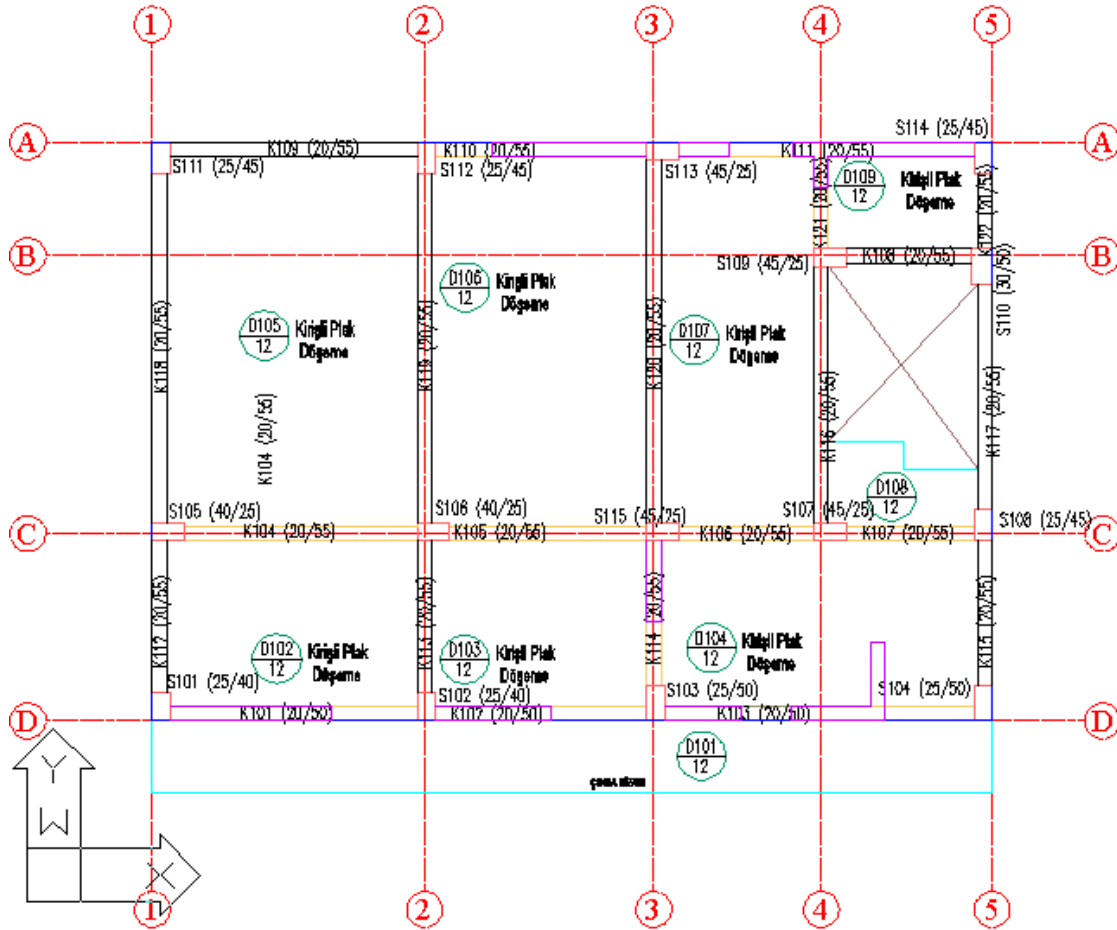 1 2 3 4 5
S114 (25/45)
A A
K109 (20/55) K110 (20/55) K111 (20/55)
S111 (25/45) S112 (25/45) S113 (45/25)
D109
12
Kirişli Plak
Döşeme
K121 (20/55)
K122 (20/55)
B B
S109 (45/25) K108 (20/55)
S110 (30/50)
D106
12
Kirişli Plak
Döşeme
D105
12
Kirişli Plak
Döşeme
D107
12
Kirişli Plak
Döşeme
K118 (20/55)
K119 (20/55)
K120 (20/55)
K116 (20/55)
K117 (20/55)
K104 (20/55)
D108
12
S105 (40/25) S106 (40/25) S115 (45/25) S107 (45/25) S108 (25/45)
C C
K104 (20/55) K105 (20/55) K106 (20/55) K107 (20/55)
K112 (20/55)
K113 (20/55)
K114 (20/55)
K115 (20/55)
D102
12
Kirişli Plak
Döşeme
D103
12
Kirişli Plak
Döşeme
D104
12
Kirişli Plak
Döşeme
S101 (25/40) S102 (25/40) S103 (25/50) S104 (25/50)
K101 (20/50) K102 (20/50) K103 (20/50)
D D
D101
12
Y
W
X
1 2 3 4 5